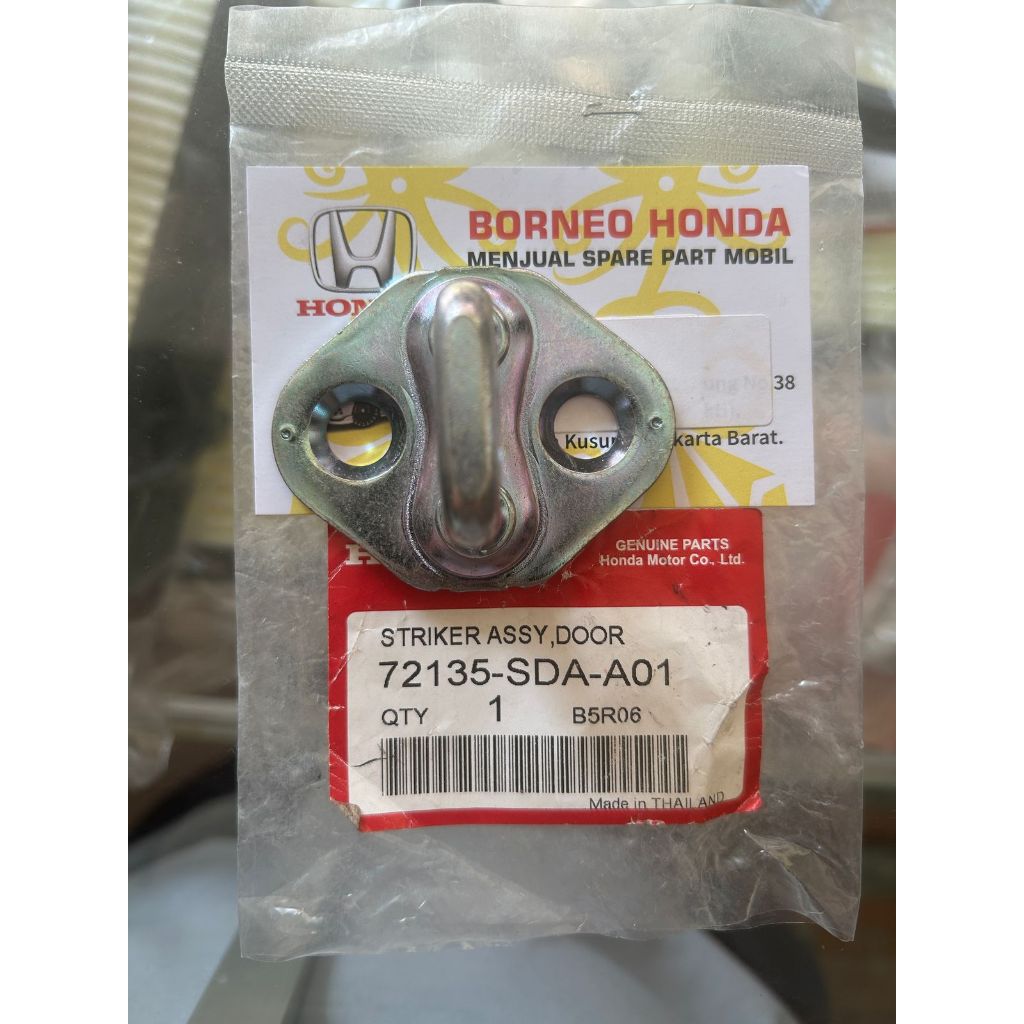 BORNEO HONDA
MENJUAL SPARE PART MOBIL
38
Barat.
GENUINE PARTS
Honda Motor Co., Ltd.
STRIKER ASSY,DOOR
72135-SDA-A01
QTY 1 B5R06
Made in THAILAND